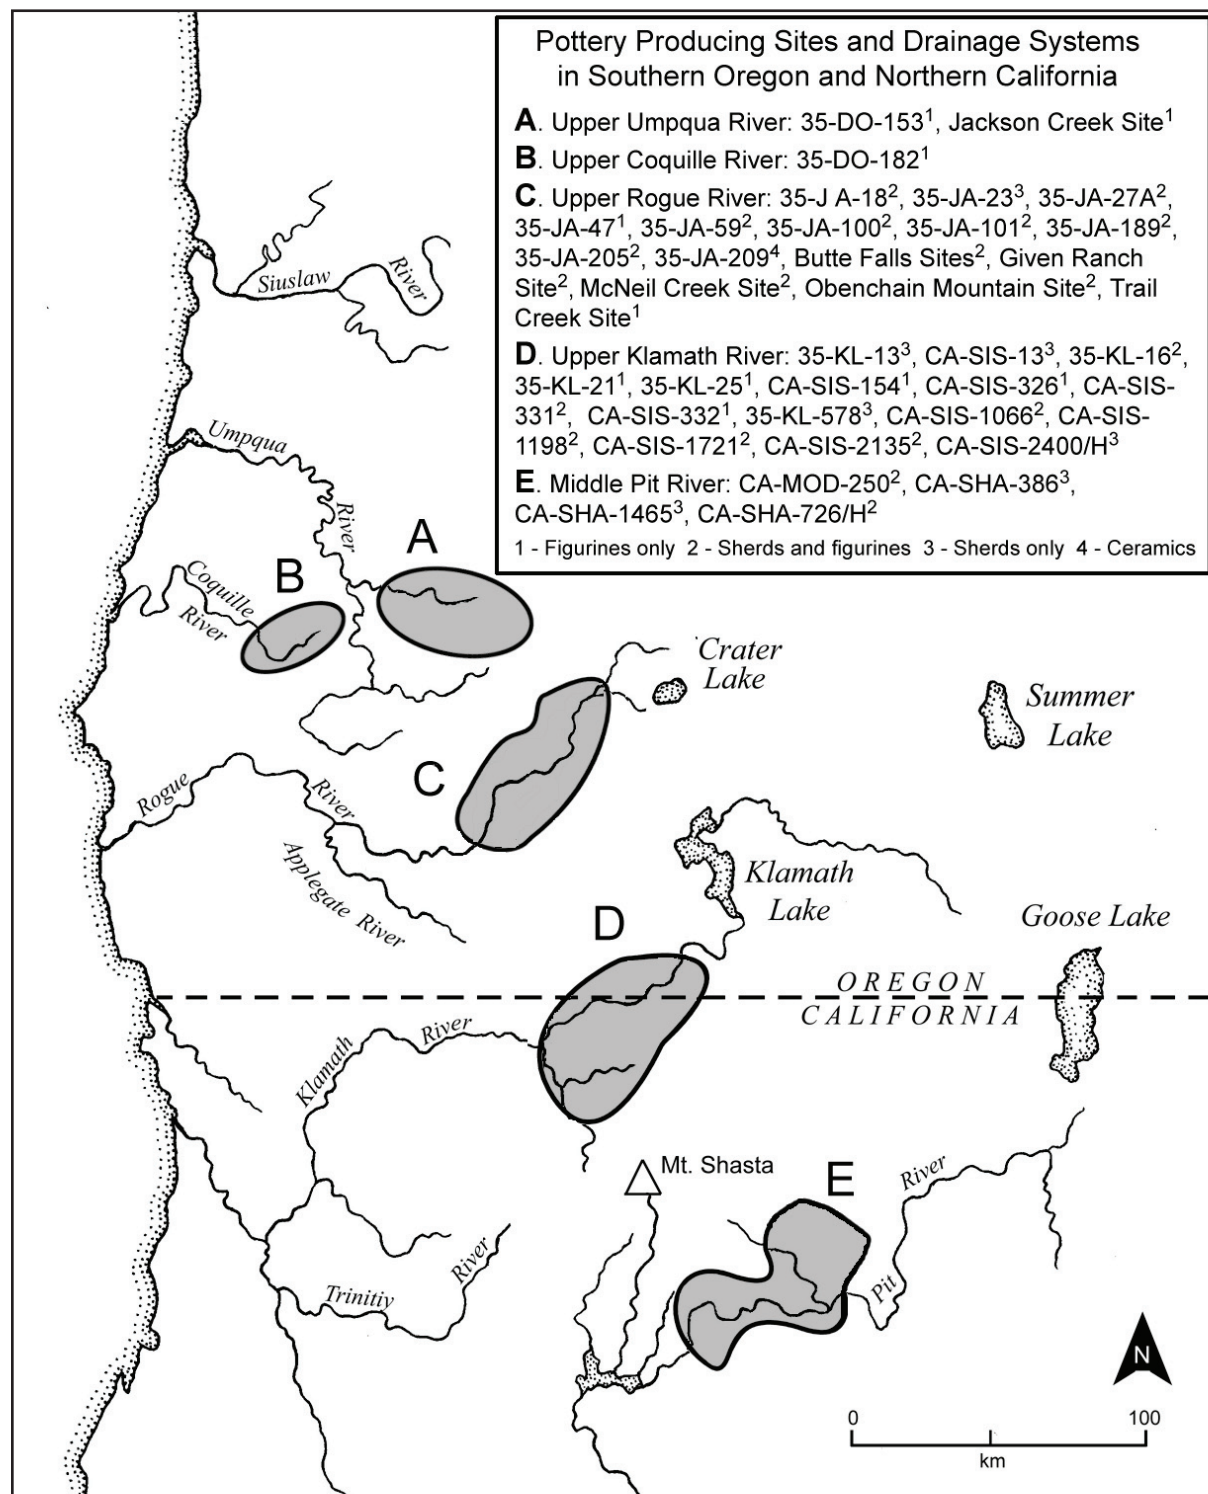 Pottery Producing Sites and Drainage Systems
in Southern Oregon and Northern California
A. Upper Umpqua River: 35-DO-153¹, Jackson Creek Site¹
B. Upper Coquille River: 35-DO-182¹
C. Upper Rogue River: 35-J A-18², 35-JA-23³, 35-JA-27A²,
35-JA-47¹, 35-JA-59², 35-JA-100², 35-JA-101², 35-JA-189²,
35-JA-205², 35-JA-209⁴, Butte Falls Sites², Given Ranch
Site², McNeil Creek Site², Obenchain Mountain Site², Trail
Creek Site¹
D. Upper Klamath River: 35-KL-13³, CA-SIS-13³, 35-KL-16²,
35-KL-21¹, 35-KL-25¹, CA-SIS-154¹, CA-SIS-326¹, CA-SIS-
331², CA-SIS-332¹, 35-KL-578³, CA-SIS-1066², CA-SIS-
1198², CA-SIS-1721², CA-SIS-2135², CA-SIS-2400/H³
E. Middle Pit River: CA-MOD-250², CA-SHA-386³,
CA-SHA-1465³, CA-SHA-726/H²
1 - Figurines only 2 - Sherds and figurines 3 - Sherds only 4 - Ceramics
Siuslaw River
Umpqua River
A
B
Coquille River
Crater Lake
Summer Lake
C
Rogue River
Applegate River
Klamath Lake
D
Goose Lake
OREGON
CALIFORNIA
Klamath River
Mt. Shasta
E
Pit River
Trinitiy River
N
0 100
km